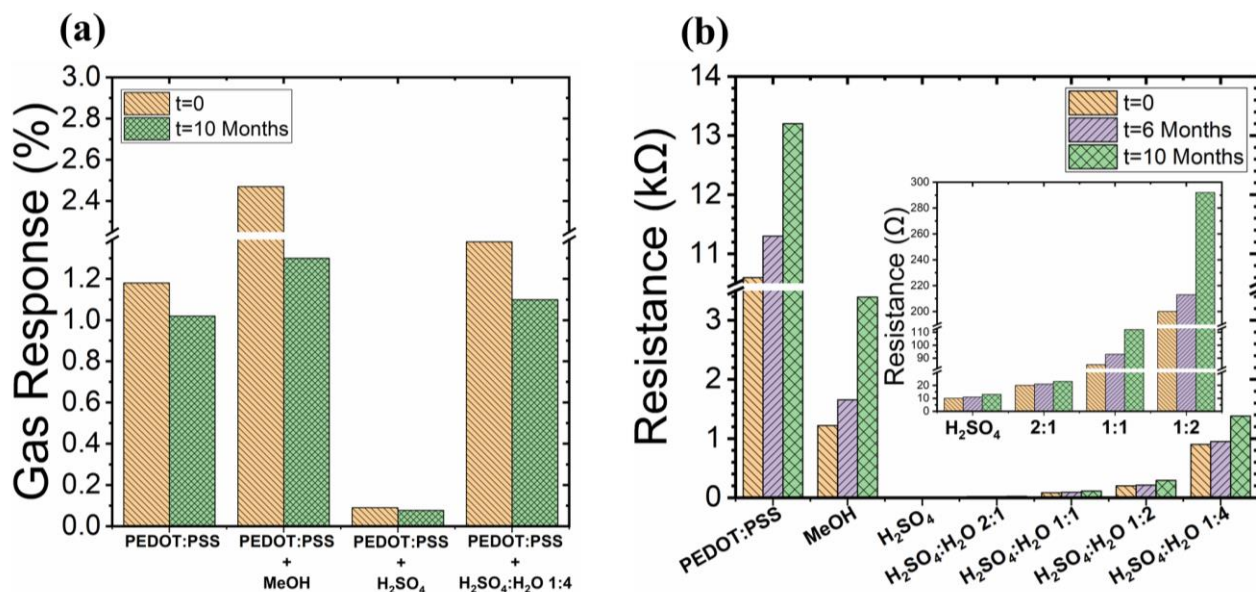 (a)
Gas Response (%)
3.0
2.8
2.6
2.4
1.2
1.0
0.8
0.6
0.4
0.2
0.0
t=0
t=10 Months
PEDOT:PSS
PEDOT:PSS
+
MeOH
PEDOT:PSS
+
H₂SO₄
PEDOT:PSS
+
H₂SO₄:H₂O 1:4
(b)
Resistance (kΩ)
14
13
12
11
3
2
1
0
t=0
t=6 Months
t=10 Months
Resistance (Ω)
300
280
260
240
220
200
110
100
90
20
10
0
H₂SO₄
2:1
1:1
1:2
PEDOT:PSS
MeOH
H₂SO₄
H₂SO₄:H₂O 2:1
H₂SO₄:H₂O 1:1
H₂SO₄:H₂O 1:2
H₂SO₄:H₂O 1:4